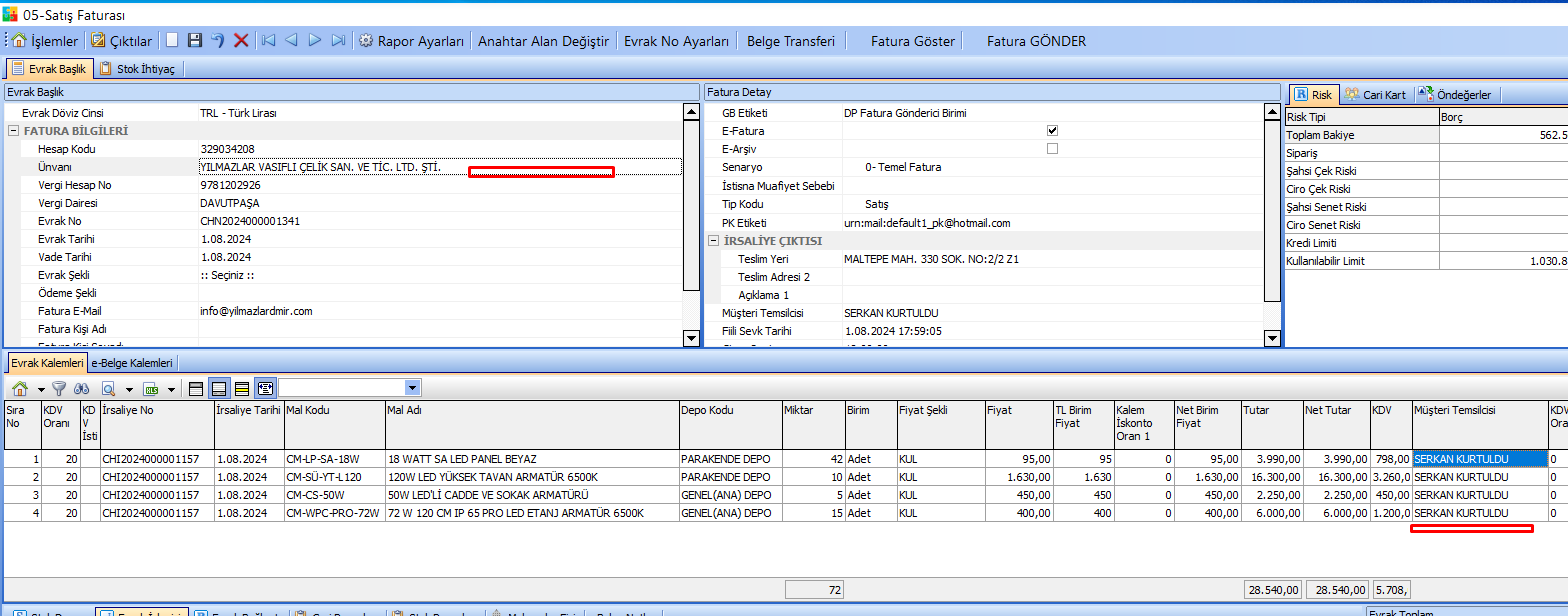 05-Satış Faturası
İşlemler Çıktılar Rapor Ayarları Anahtar Alan Değiştir Evrak No Ayarları Belge Transferi Fatura Göster Fatura GÖNDER
Evrak Başlık Stok İhtiyaç
Evrak Başlık
Evrak Döviz Cinsi TRL - Türk Lirası
FATURA BİLGİLERİ
Hesap Kodu 329034208
Ünvanı YILMAZLAR VASIFLI ÇELİK SAN. VE TİC. LTD. ŞTİ.
Vergi Hesap No 9781202926
Vergi Dairesi DAVUTPAŞA
Evrak No CHN2024000001341
Evrak Tarihi 1.08.2024
Vade Tarihi 1.08.2024
Evrak Şekli :: Seçiniz ::
Ödeme Şekli
Fatura E-Mail info@yilmazlardmir.com
Fatura Kişi Adı
Fatura Detay
GB Etiketi DP Fatura Gönderici Birimi
E-Fatura
E-Arşiv
Senaryo 0- Temel Fatura
İstisna Muafiyet Sebebi
Tip Kodu Satış
PK Etiketi urn:mail:default1_pk@hotmail.com
İRSALİYE ÇIKTISI
Teslim Yeri MALTEPE MAH. 330 SOK. NO:2/2 Z1
Teslim Adresi 2
Açıklama 1
Müşteri Temsilcisi SERKAN KURTULDU
Fiili Sevk Tarihi 1.08.2024 17:59:05
Risk Cari Kart Öndeğerler
Risk Tipi Borç
Toplam Bakiye 562.5
Sipariş
Şahsi Çek Riski
Ciro Çek Riski
Şahsi Senet Riski
Ciro Senet Riski
Kredi Limiti
Kullanılabilir Limit 1.030.8
Evrak Kalemleri e-Belge Kalemleri
XLS
Sıra No KDV Oranı KD V İsti İrsaliye No İrsaliye Tarihi Mal Kodu Mal Adı Depo Kodu Miktar Birim Fiyat Şekli Fiyat TL Birim Fiyat Kalem İskonto Oran 1 Net Birim Fiyat Tutar Net Tutar KDV Müşteri Temsilcisi KDV Ora
1 20 CHI2024000001157 1.08.2024 CM-LP-SA-18W 18 WATT SA LED PANEL BEYAZ PARAKENDE DEPO 42 Adet KUL 95,00 95 0 95,00 3.990,00 3.990,00 798,00 SERKAN KURTULDU 0
2 20 CHI2024000001157 1.08.2024 CM-SÜ-YT-L120 120W LED YÜKSEK TAVAN ARMATÜR 6500K PARAKENDE DEPO 10 Adet KUL 1.630,00 1.630 0 1.630,00 16.300,00 16.300,00 3.260,0 SERKAN KURTULDU 0
3 20 CHI2024000001157 1.08.2024 CM-CS-50W 50W LED'Lİ CADDE VE SOKAK ARMATÜRÜ GENEL(ANA) DEPO 5 Adet KUL 450,00 450 0 450,00 2.250,00 2.250,00 450,00 SERKAN KURTULDU 0
4 20 CHI2024000001157 1.08.2024 CM-WPC-PRO-72W 72 W 120 CM IP 65 PRO LED ETANJ ARMATÜR 6500K GENEL(ANA) DEPO 15 Adet KUL 400,00 400 0 400,00 6.000,00 6.000,00 1.200,0 SERKAN KURTULDU 0
72 28.540,00 28.540,00 5.708,
Evrak Toplam